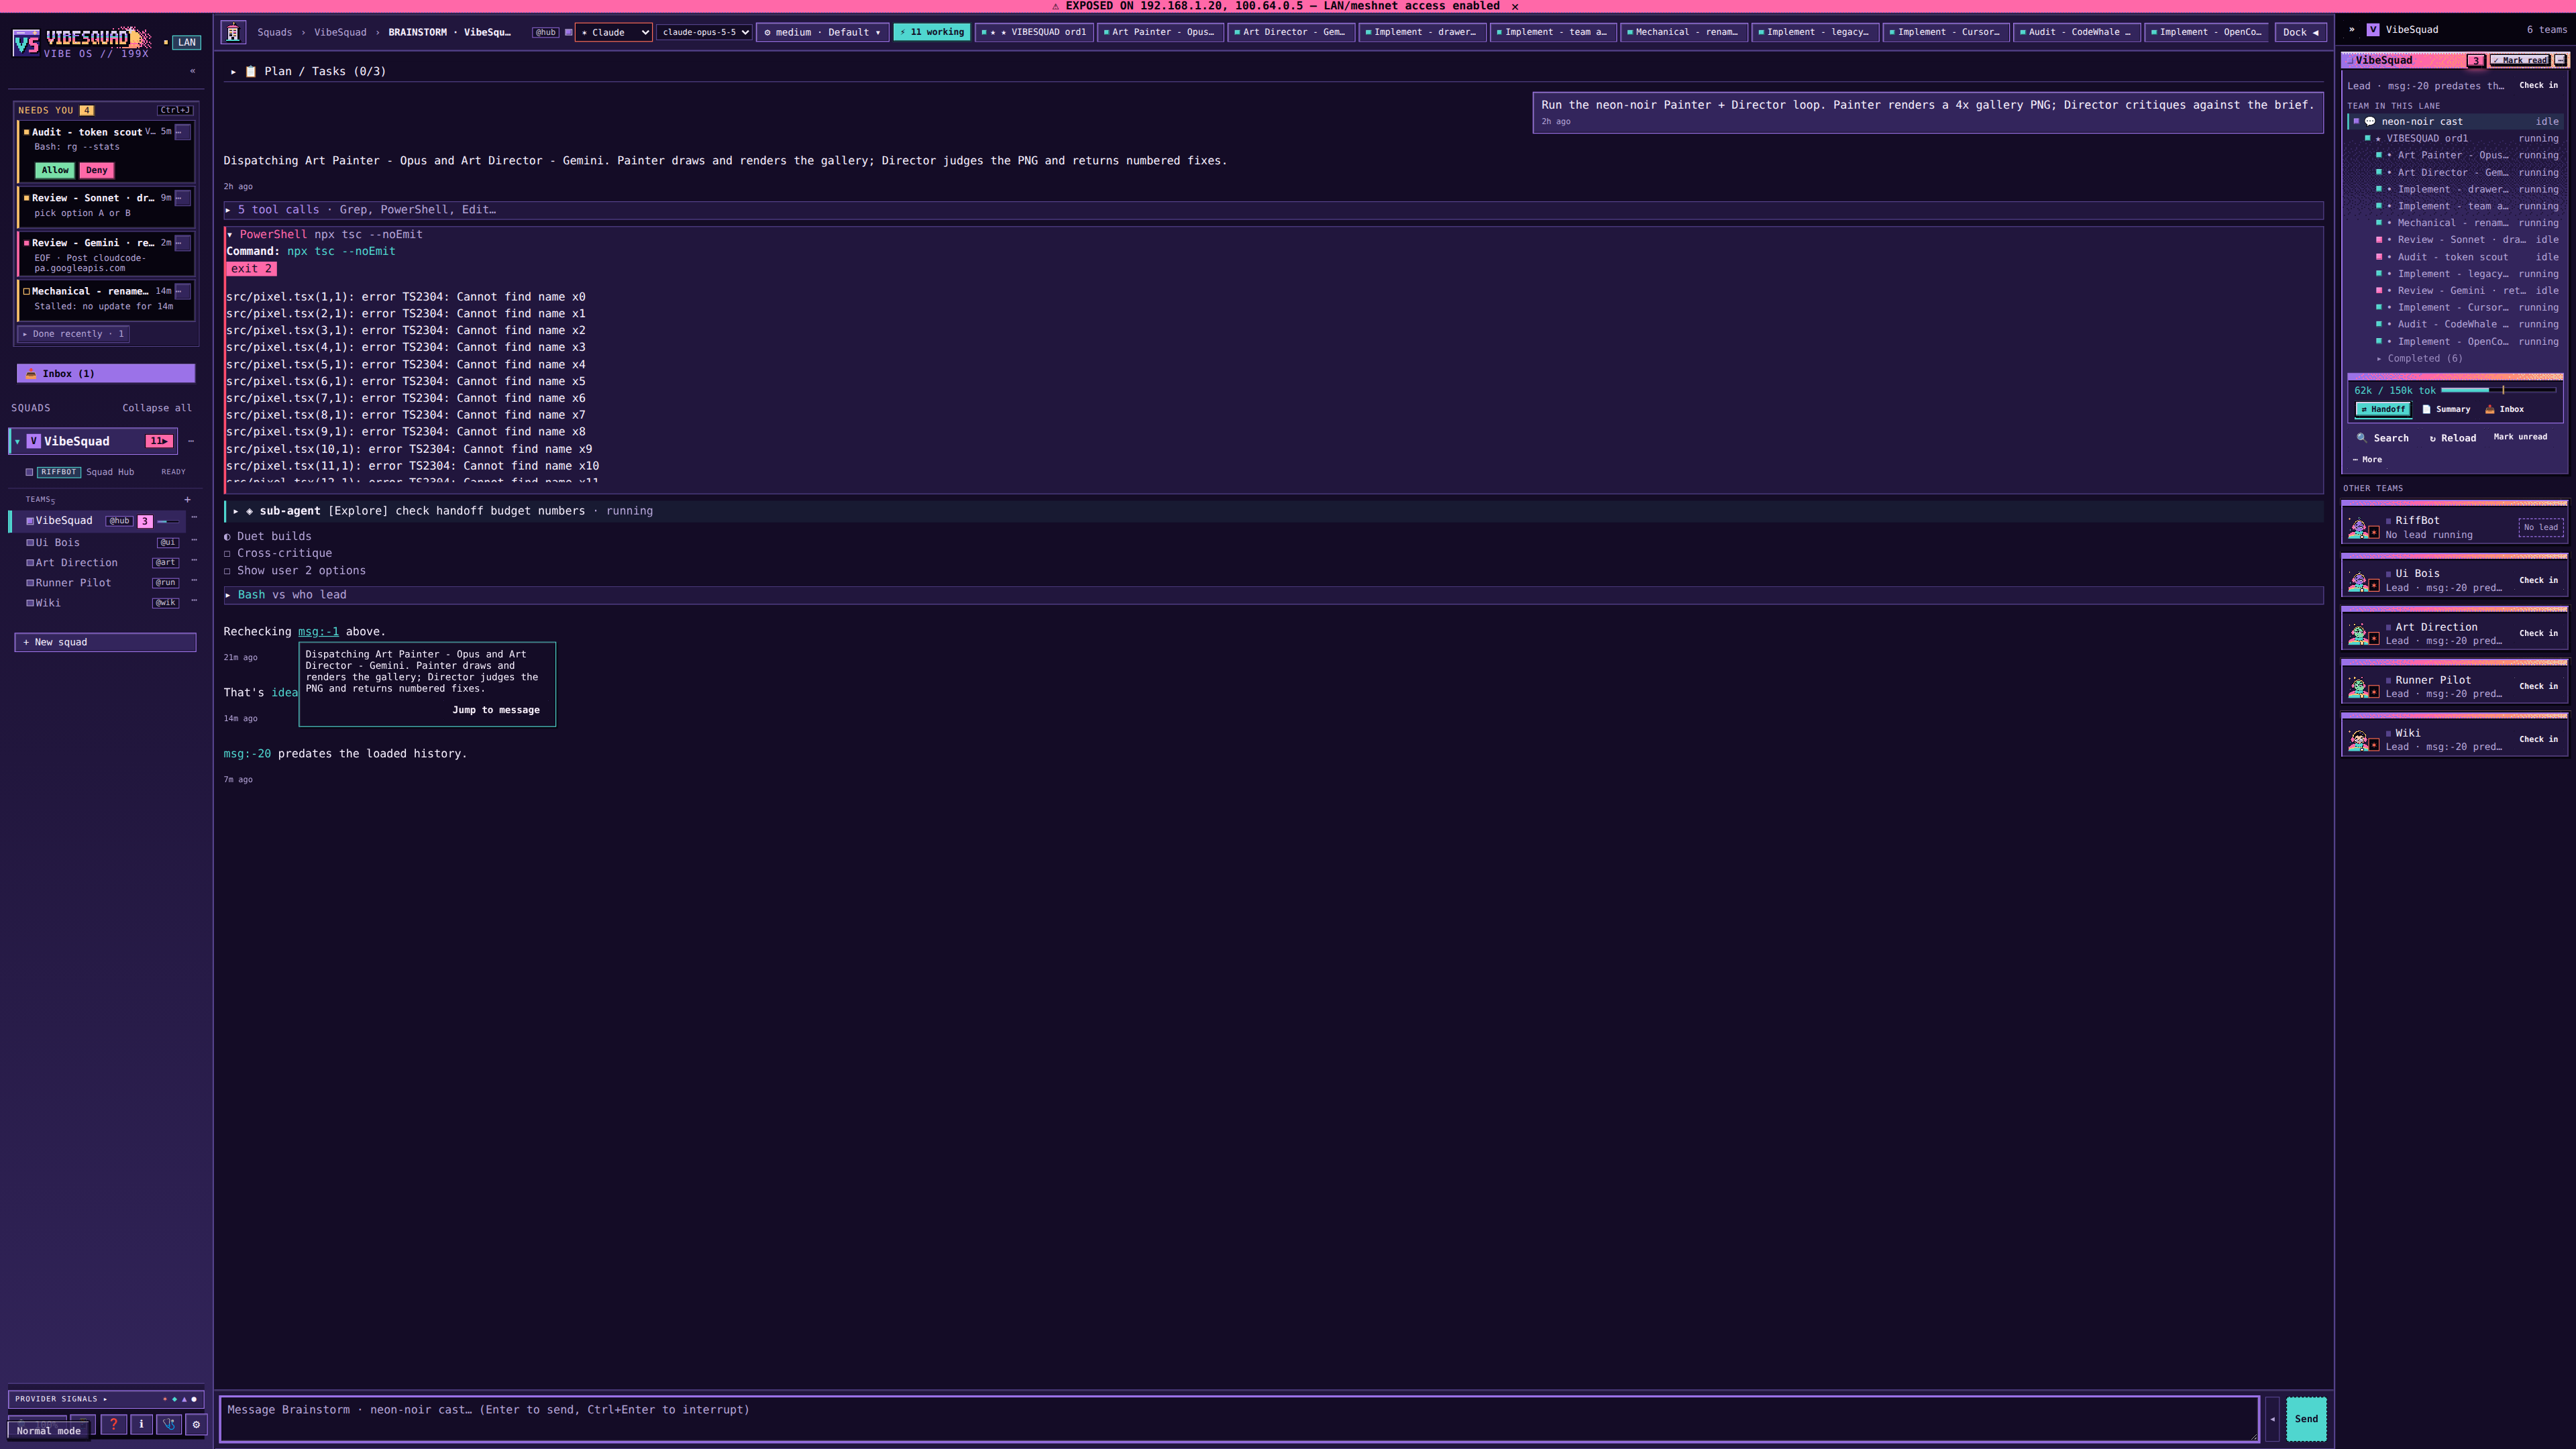 ⚠ EXPOSED ON 192.168.1.20, 100.64.0.5 — LAN/meshnet access enabled ✕
VS VIBESQUAD
VIBE OS // 199X
LAN
«
NEEDS YOU 4 Ctrl+J
Audit - token scout V… 5m ⋯
Bash: rg --stats
Allow Deny
Review - Sonnet · dr… 9m ⋯
pick option A or B
Review - Gemini · re… 2m ⋯
EOF · Post cloudcode-
pa.googleapis.com
Mechanical - rename… 14m ⋯
Stalled: no update for 14m
▸ Done recently · 1
📥 Inbox (1)
SQUADS Collapse all
▾ V VibeSquad 11▶ ⋯
RIFFBOT Squad Hub READY
TEAMS 5 +
VibeSquad @hub 3 ⋯
Ui Bois @ui ⋯
Art Direction @art ⋯
Runner Pilot @run ⋯
Wiki @wik ⋯
+ New squad
PROVIDER SIGNALS ▸
❓ ℹ 🩺 ⚙
Normal mode
Squads › VibeSquad › BRAINSTORM · VibeSqu… @hub ✴ Claude claude-opus-5-5 ⚙ medium · Default ▾ ⚡ 11 working ★ ★ VIBESQUAD ord1 Art Painter - Opus… Art Director - Gem… Implement - drawer… Implement - team a… Mechanical - renam… Implement - legacy… Implement - Cursor… Audit - CodeWhale … Implement - OpenCo… Dock ◀
▸ 📋 Plan / Tasks (0/3)
Run the neon-noir Painter + Director loop. Painter renders a 4x gallery PNG; Director critiques against the brief.
2h ago
Dispatching Art Painter - Opus and Art Director - Gemini. Painter draws and renders the gallery; Director judges the PNG and returns numbered fixes.
2h ago
▸ 5 tool calls · Grep, PowerShell, Edit…
▾ PowerShell npx tsc --noEmit
Command: npx tsc --noEmit
exit 2
src/pixel.tsx(1,1): error TS2304: Cannot find name x0
src/pixel.tsx(2,1): error TS2304: Cannot find name x1
src/pixel.tsx(3,1): error TS2304: Cannot find name x2
src/pixel.tsx(4,1): error TS2304: Cannot find name x3
src/pixel.tsx(5,1): error TS2304: Cannot find name x4
src/pixel.tsx(6,1): error TS2304: Cannot find name x5
src/pixel.tsx(7,1): error TS2304: Cannot find name x6
src/pixel.tsx(8,1): error TS2304: Cannot find name x7
src/pixel.tsx(9,1): error TS2304: Cannot find name x8
src/pixel.tsx(10,1): error TS2304: Cannot find name x9
src/pixel.tsx(11,1): error TS2304: Cannot find name x10
src/pixel.tsx(12,1): error TS2304: Cannot find name x11
▸ ◈ sub-agent [Explore] check handoff budget numbers · running
◐ Duet builds
☐ Cross-critique
☐ Show user 2 options
▸ Bash vs who lead
Rechecking msg:-1 above.
21m ago
Dispatching Art Painter - Opus and Art
Director - Gemini. Painter draws and
renders the gallery; Director judges the
PNG and returns numbered fixes.
Jump to message
That's idea
14m ago
msg:-20 predates the loaded history.
7m ago
Message Brainstorm · neon-noir cast… (Enter to send, Ctrl+Enter to interrupt)
◂ Send
» V VibeSquad 6 teams
VibeSquad 3 ✓ Mark read −
Lead · msg:-20 predates th… Check in
TEAM IN THIS LANE
💬 neon-noir cast idle
★ VIBESQUAD ord1 running
• Art Painter - Opus… running
• Art Director - Gem… running
• Implement - drawer… running
• Implement - team a… running
• Mechanical - renam… running
• Review - Sonnet · dra… idle
• Audit - token scout idle
• Implement - legacy… running
• Review - Gemini · ret… idle
• Implement - Cursor… running
• Audit - CodeWhale … running
• Implement - OpenCo… running
▸ Completed (6)
62k / 150k tok
⇄ Handoff 📄 Summary 📥 Inbox
🔍 Search ↻ Reload Mark unread
⋯ More
OTHER TEAMS
RiffBot
No lead running
No lead
Ui Bois
Lead · msg:-20 pred… Check in
Art Direction
Lead · msg:-20 pred… Check in
Runner Pilot
Lead · msg:-20 pred… Check in
Wiki
Lead · msg:-20 pred… Check in